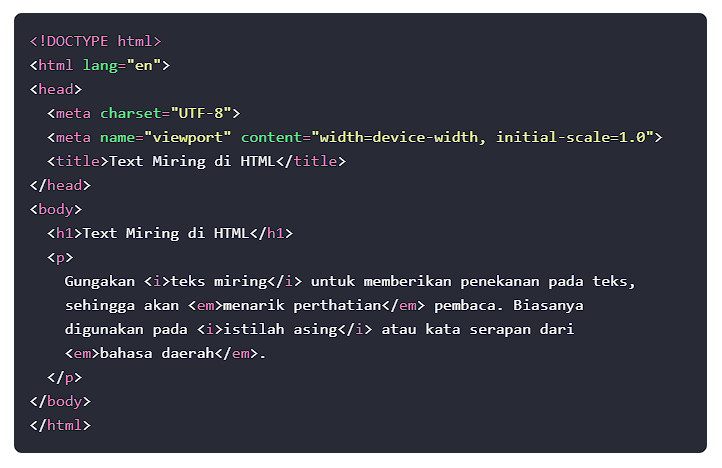 <!DOCTYPE html>
<html lang="en">
<head>
  <meta charset="UTF-8">
  <meta name="viewport" content="width=device-width, initial-scale=1.0">
  <title>Text Miring di HTML</title>
</head>
<body>
  <h1>Text Miring di HTML</h1>
  <p>
    Gungakan <i>teks miring</i> untuk memberikan penekanan pada teks,
    sehingga akan <em>menarik perthatian</em> pembaca. Biasanya
    digunakan pada <i>istilah asing</i> atau kata serapan dari
    <em>bahasa daerah</em>.
  </p>
</body>
</html>